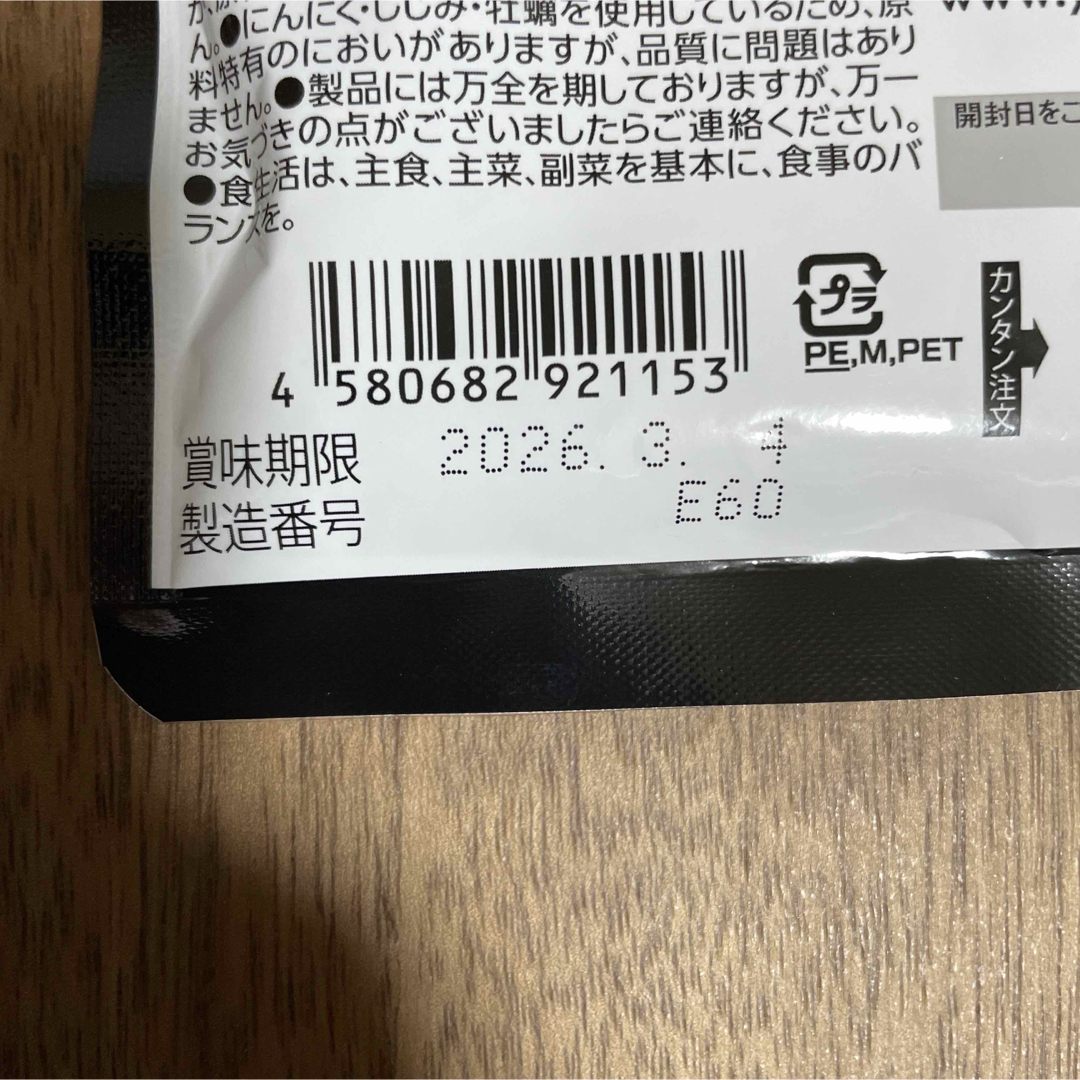 ●にんにく・しじみ・牡蠣を使用しているため、原
ん。
料特有のにおいがありますが、品質に問題はあり
ません。●製品には万全を期しておりますが、万一
お気づきの点がございましたらご連絡ください。
●食生活は、主食、主菜、副菜を基本に、食事のバ
ランスを。
開封日をご
4 580682 921153
プラ
PE,M,PET
カンタン注文
賞味期限 2026. 3. 4
製造番号 E60